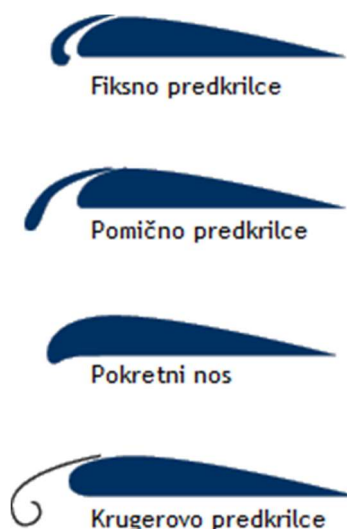 Fiksno predkrilce
Pomično predkrilce
Pokretni nos
Krugerovo predkrilce